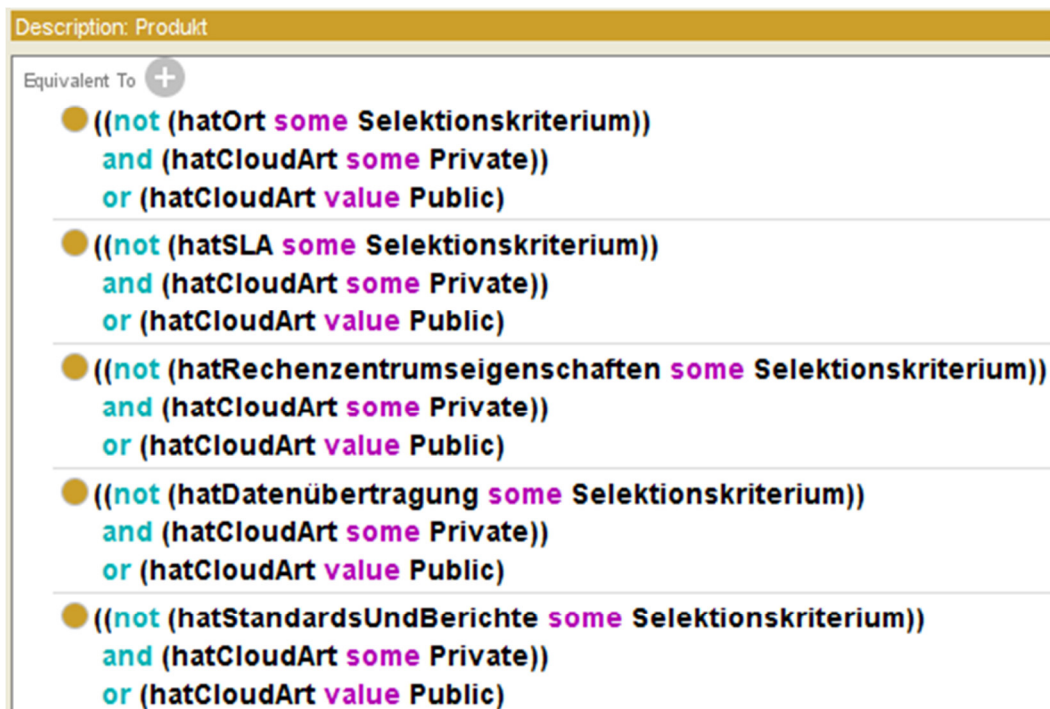 Description: Produkt
Equivalent To
((not (hatOrt some Selektionskriterium))
and (hatCloudArt some Private))
or (hatCloudArt value Public)
((not (hatSLA some Selektionskriterium))
and (hatCloudArt some Private))
or (hatCloudArt value Public)
((not (hatRechenzentrumseigenschaften some Selektionskriterium))
and (hatCloudArt some Private))
or (hatCloudArt value Public)
((not (hatDatenübertragung some Selektionskriterium))
and (hatCloudArt some Private))
or (hatCloudArt value Public)
((not (hatStandardsUndBerichte some Selektionskriterium))
and (hatCloudArt some Private))
or (hatCloudArt value Public)